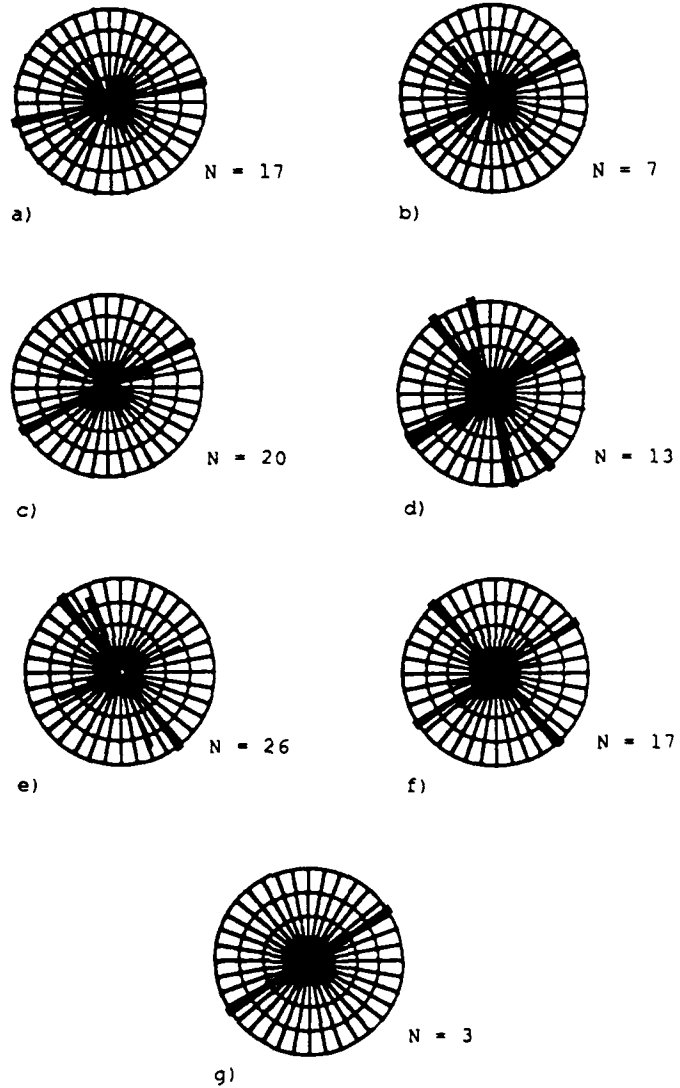 N = 17
a)
N = 7
b)
N = 20
c)
N = 13
d)
N = 26
e)
N = 17
f)
N = 3
g)